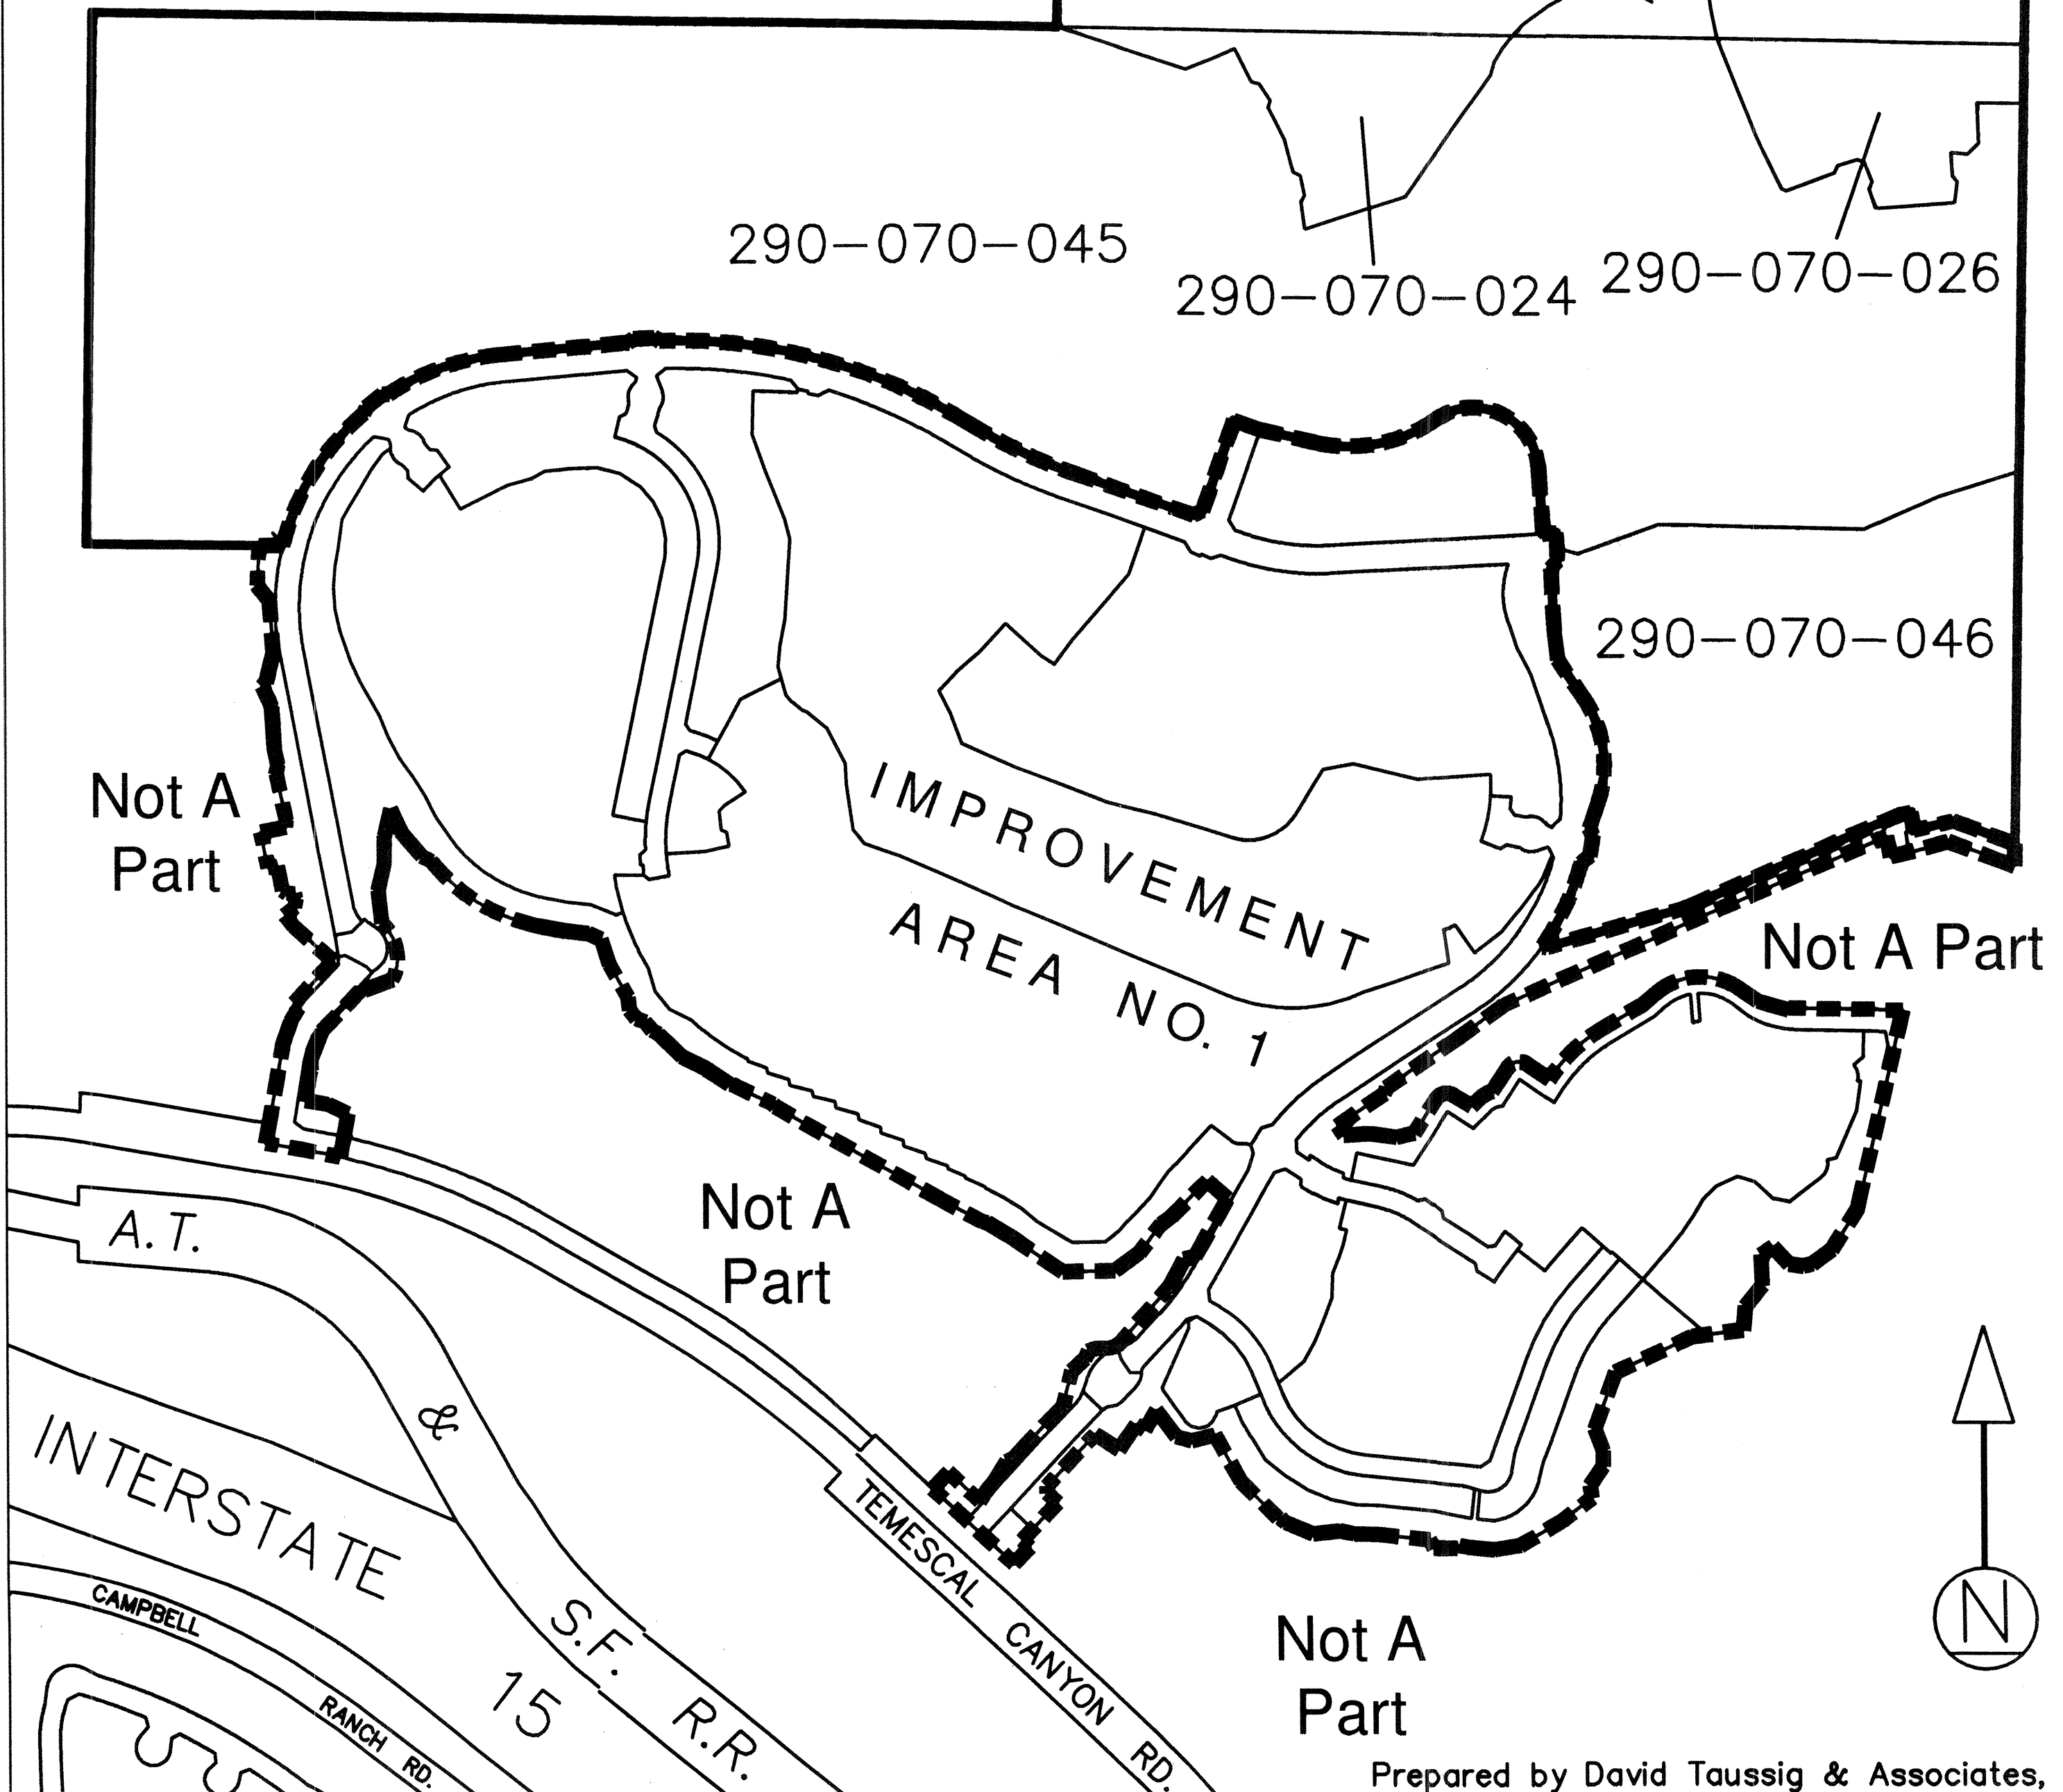 290-070-045
290-070-024
290-070-026
290-070-046
Not A
Part
IMPROVEMENT
AREA NO. 1
Not A Part
Not A
Part
A.T.
&
S.F. R.R.
INTERSTATE
15
CAMPBELL
RANCH RD.
TEMESCAL CANYON RD.
Not A
Part
N
Prepared by David Taussig & Associates,